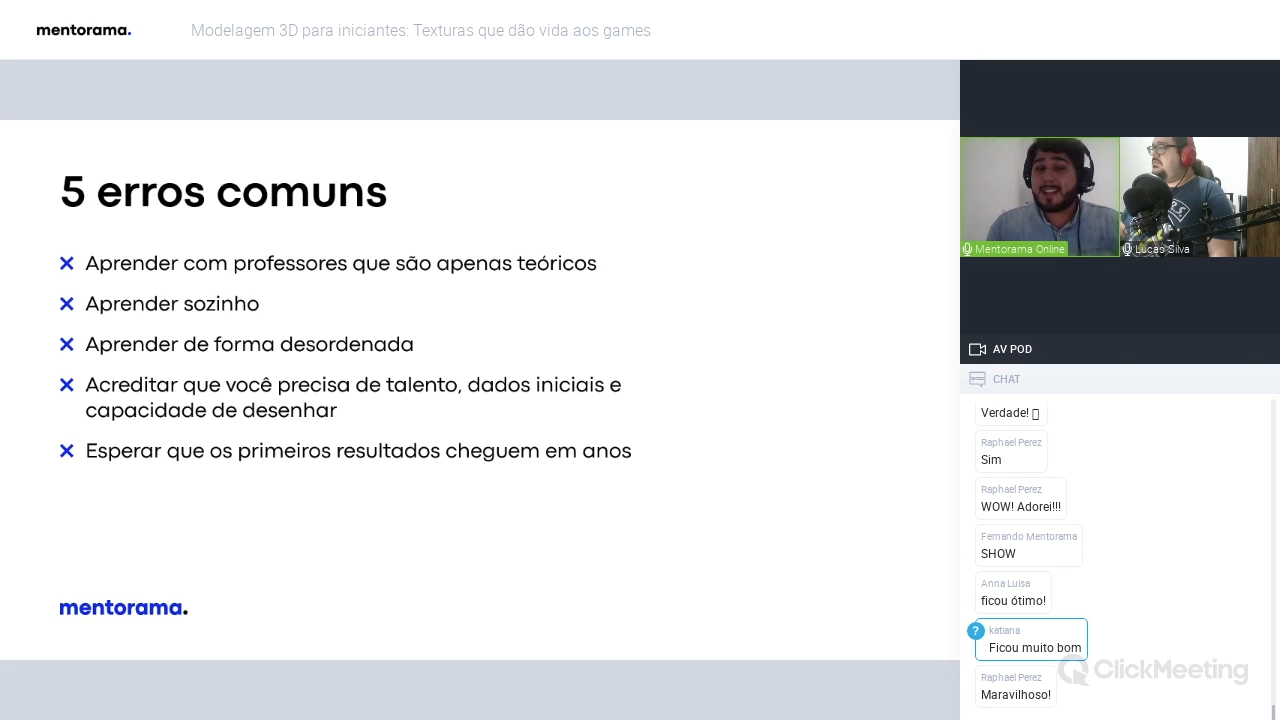 mentorama.
Modelagem 3D para iniciantes: Texturas que dão vida aos games
5 erros comuns
Aprender com professores que são apenas teóricos
Aprender sozinho
Aprender de forma desordenada
Acreditar que você precisa de talento, dados iniciais e
capacidade de desenhar
Esperar que os primeiros resultados cheguem em anos
mentorama.
Mentorama Online
Lucas Silva
AV POD
CHAT
Verdade!
Raphael Perez
Sim
Raphael Perez
WOW! Adorei!!!
Fernando Mentorama
SHOW
Anna Luísa
ficou ótimo!
?
katiana
Ficou muito bom
Raphael Perez
Maravilhoso!
ClickMeeting